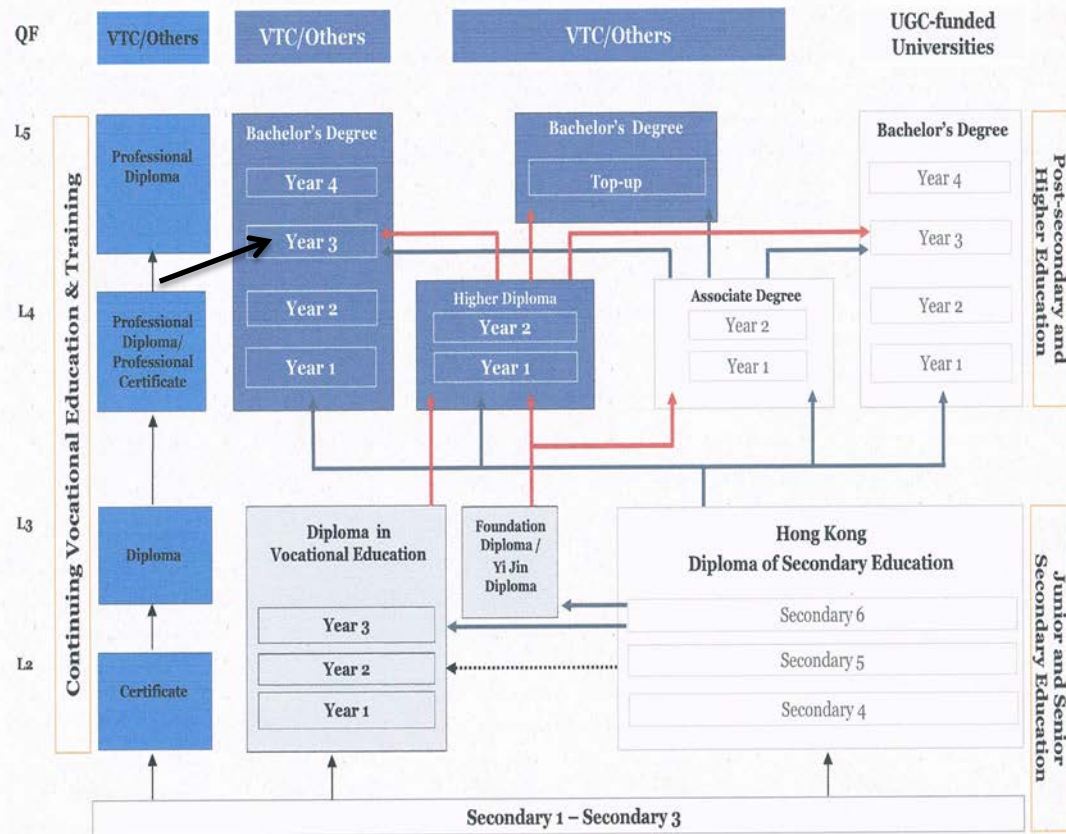 QF
VTC/Others
VTC/Others
VTC/Others
UGC-funded
Universities
L5
L4
L3
L2
Continuing Vocational Education & Training
Professional
Diploma
Professional
Diploma/
Professional
Certificate
Diploma
Certificate
Bachelor's Degree
Year 4
Year 3
Year 2
Year 1
Bachelor's Degree
Top-up
Higher Diploma
Year 2
Year 1
Associate Degree
Year 2
Year 1
Bachelor's Degree
Year 4
Year 3
Year 2
Year 1
Post-secondary and
Higher Education
Diploma in
Vocational Education
Year 3
Year 2
Year 1
Foundation
Diploma /
Yi Jin
Diploma
Hong Kong
Diploma of Secondary Education
Secondary 6
Secondary 5
Secondary 4
Junior and Senior
Secondary Education
Secondary 1 – Secondary 3